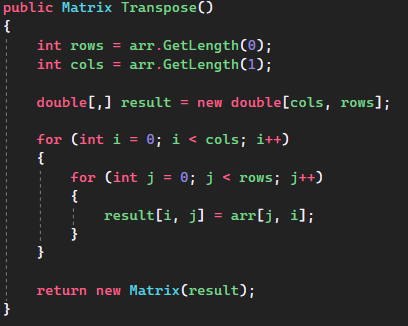 public Matrix Transpose()
{
    int rows = arr.GetLength(0);
    int cols = arr.GetLength(1);

    double[,] result = new double[cols, rows];

    for (int i = 0; i < cols; i++)
    {
        for (int j = 0; j < rows; j++)
        {
            result[i, j] = arr[j, i];
        }
    }

    return new Matrix(result);
}